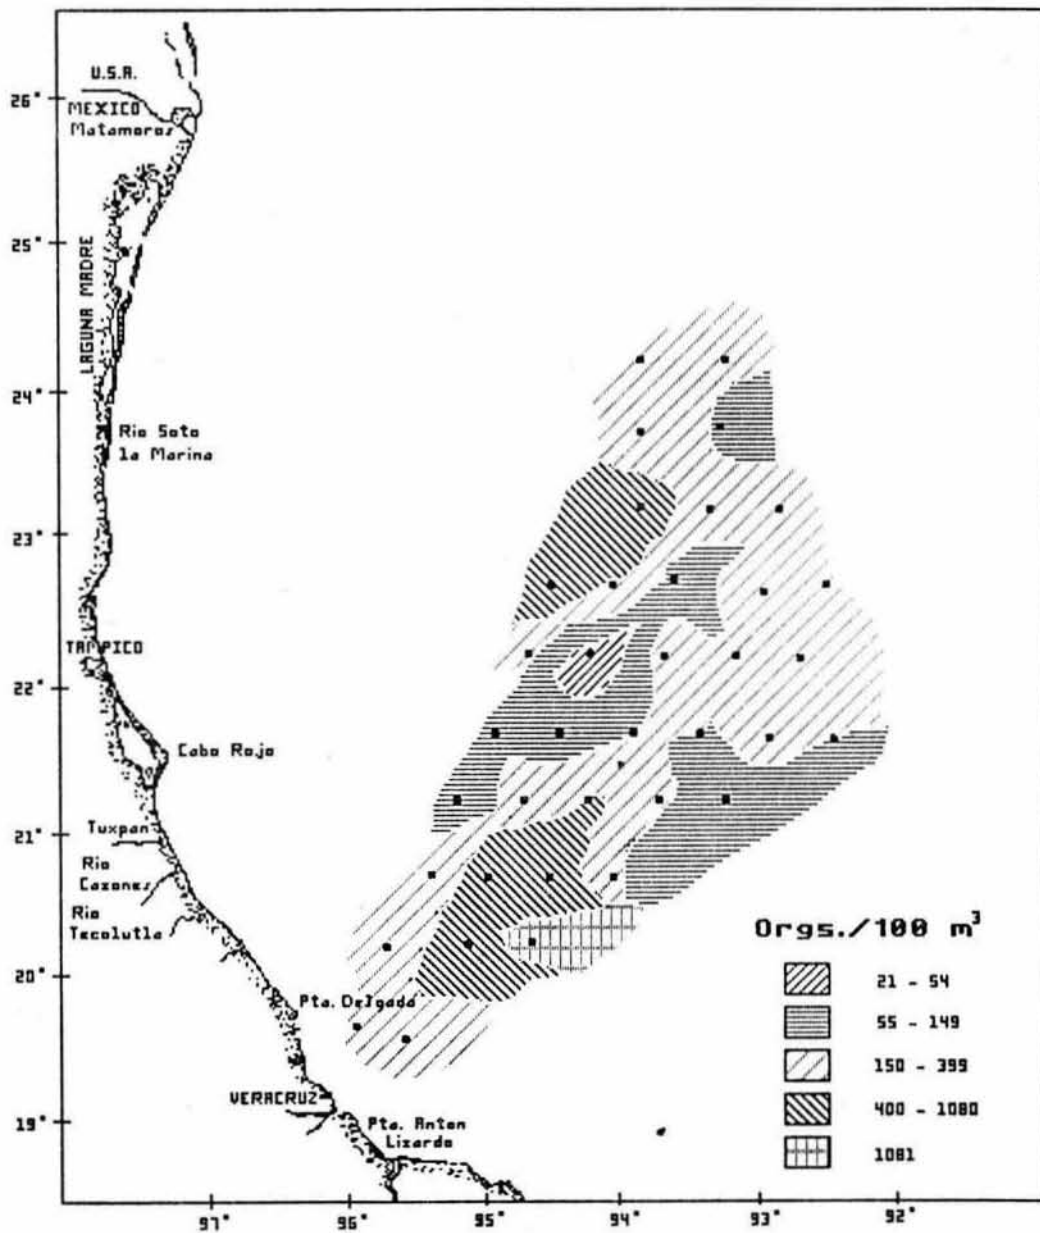 U.S.A.
26°
MEXICO
Matamoros
25°
LAGUNA MADRE
24°
Rio Soto
la Marina
23°
TAMPICO
22°
Cabo Rojo
21°
Tuxpan
Rio
Cazones
Rio
Tecolutla
20°
Pta. Delgada
VERACRUZ
19°
Pta. Anton
Lizardo
Orgs./100 m³
21 - 54
55 - 149
150 - 399
400 - 1080
1081
97°
96°
95°
94°
93°
92°